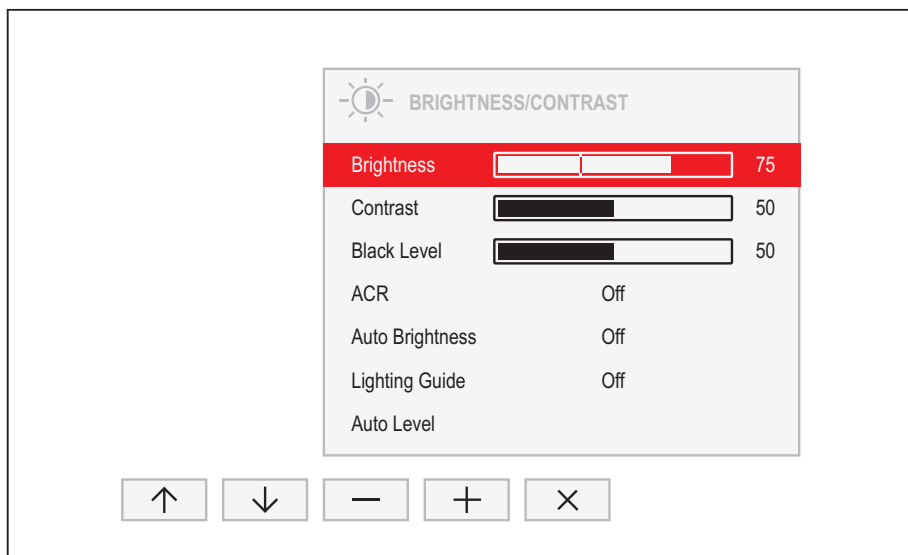 BRIGHTNESS/CONTRAST
Brightness 75
Contrast 50
Black Level 50
ACR Off
Auto Brightness Off
Lighting Guide Off
Auto Level